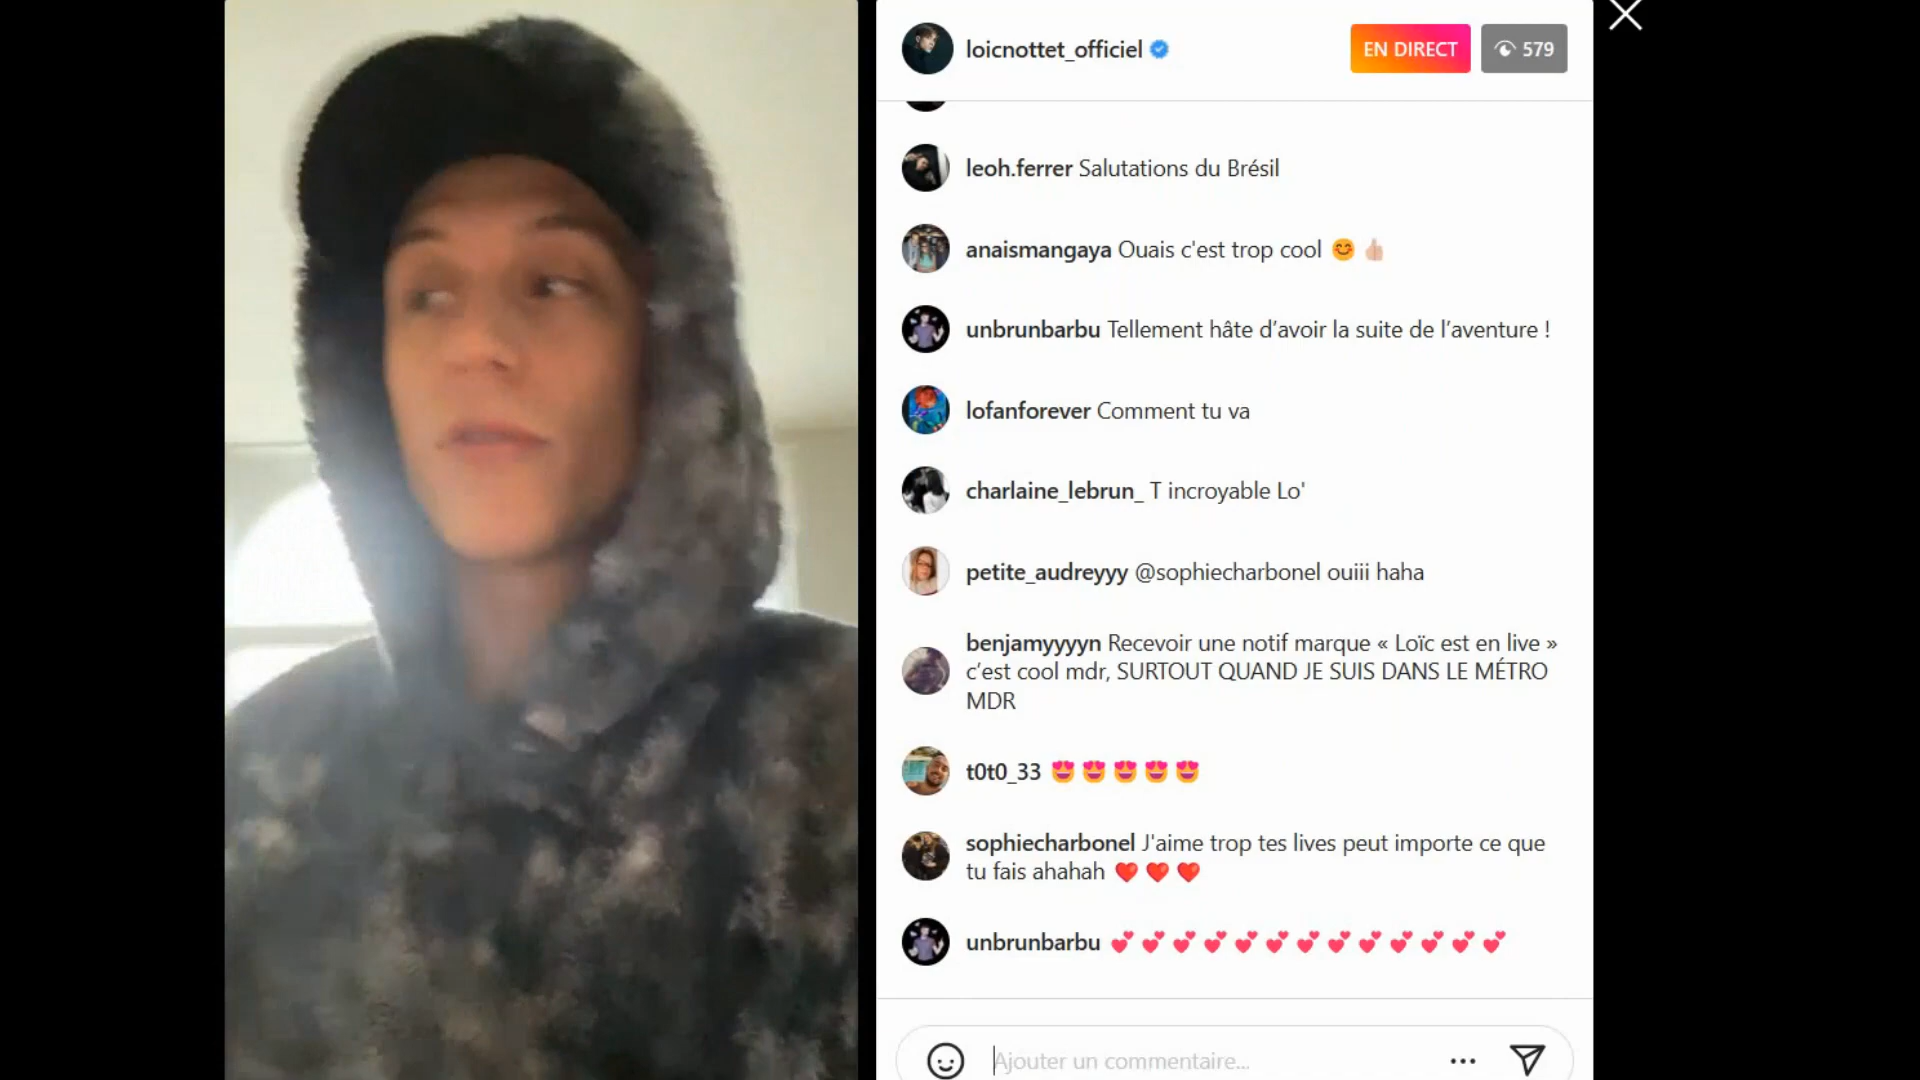 loicnottet_officiel
EN DIRECT
579
leoh.ferrer Salutations du Brésil
anaismangaya Ouais c'est trop cool 😊 👍🏼
unbrunbarbu Tellement hâte d’avoir la suite de l’aventure !
lofanforever Comment tu va
charlaine_lebrun_ T incroyable Lo'
petite_audreyyy @sophiecharbonel ouiii haha
benjamyyyyn Recevoir une notif marque « Loïc est en live »
c’est cool mdr, SURTOUT QUAND JE SUIS DANS LE MÉTRO
MDR
t0t0_33 😍 😍 😍 😍 😍
sophiecharbonel J'aime trop tes lives peut importe ce que
tu fais ahahah ❤️ ❤️ ❤️
unbrunbarbu 💕 💕 💕 💕 💕 💕 💕 💕 💕 💕 💕 💕 💕
Ajouter un commentaire...